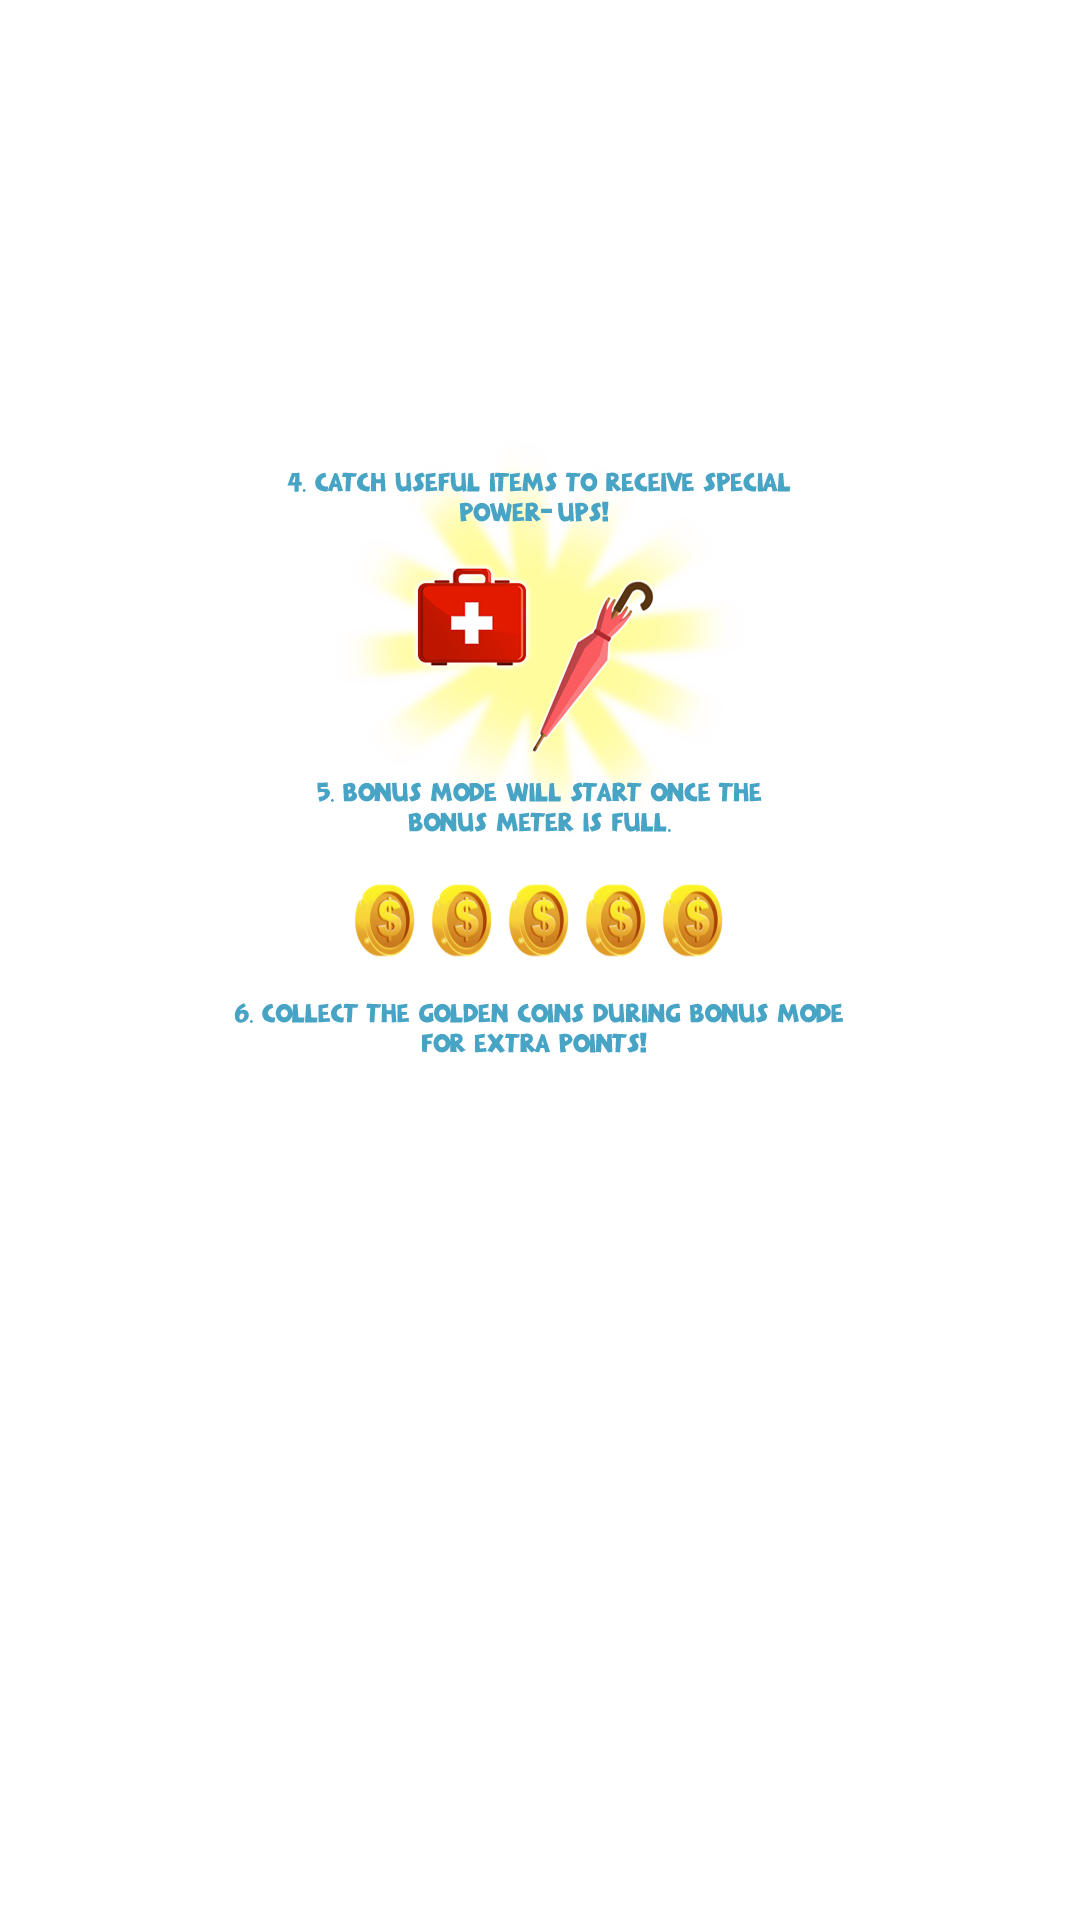 4. CATCH USEFUL ITEMS TO RECEIVE SPECIAL
POWER-UPS!
5. BONUS MODE WILL START ONCE THE
BONUS METER IS FULL.
$ $ $ $ $
6. COLLECT THE GOLDEN COINS DURING BONUS MODE
FOR EXTRA POINTS!